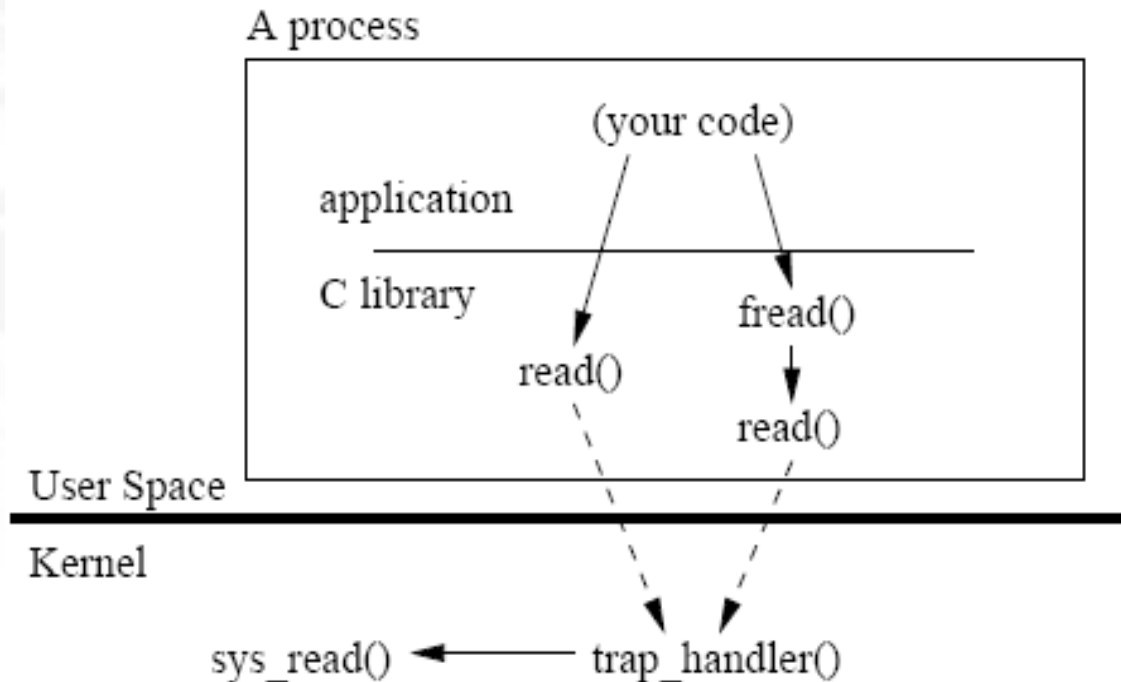 A process
(your code)
application
C library
fread()
read()
read()
User Space
Kernel
sys_read()
trap_handler()